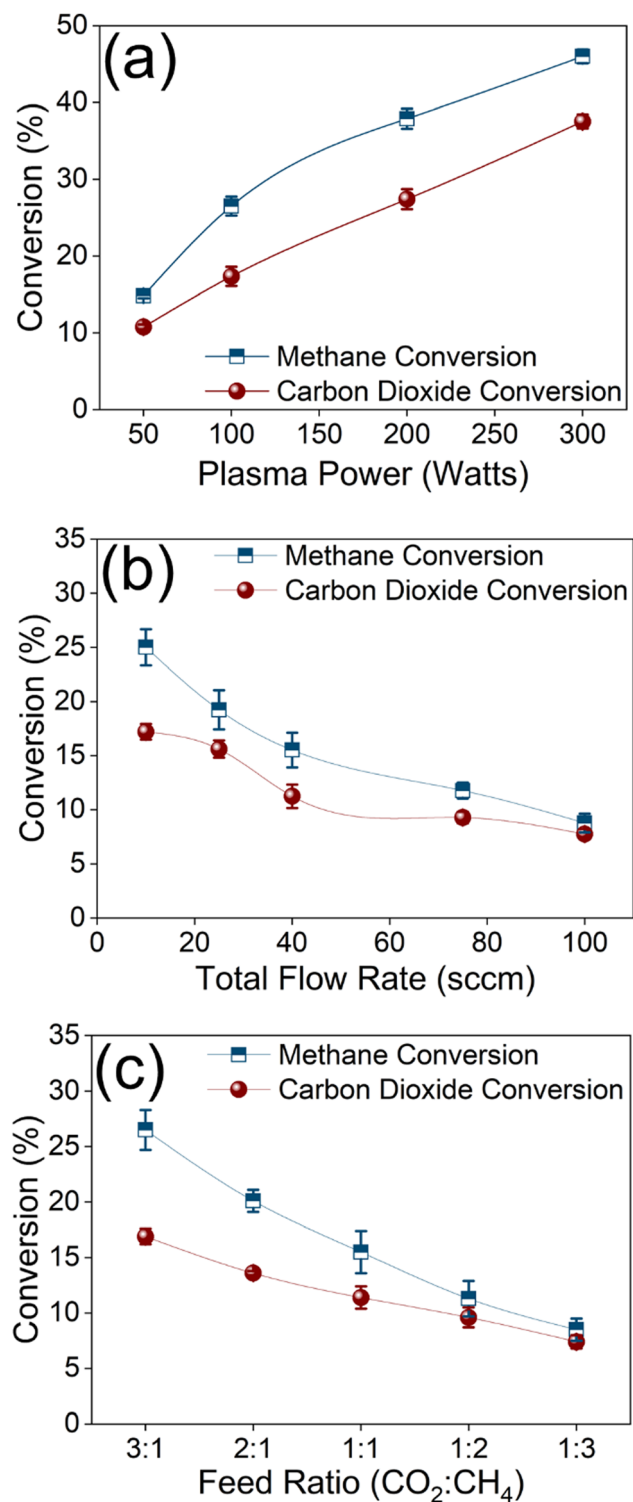 (a)
50
40
30
20
10
0
Conversion (%)
Methane Conversion
Carbon Dioxide Conversion
50 100 150 200 250 300
Plasma Power (Watts)
(b)
35
30
25
20
15
10
5
0
Conversion (%)
Methane Conversion
Carbon Dioxide Conversion
0 20 40 60 80 100
Total Flow Rate (sccm)
(c)
35
30
25
20
15
10
5
0
Conversion (%)
Methane Conversion
Carbon Dioxide Conversion
3:1 2:1 1:1 1:2 1:3
Feed Ratio (CO₂:CH₄)